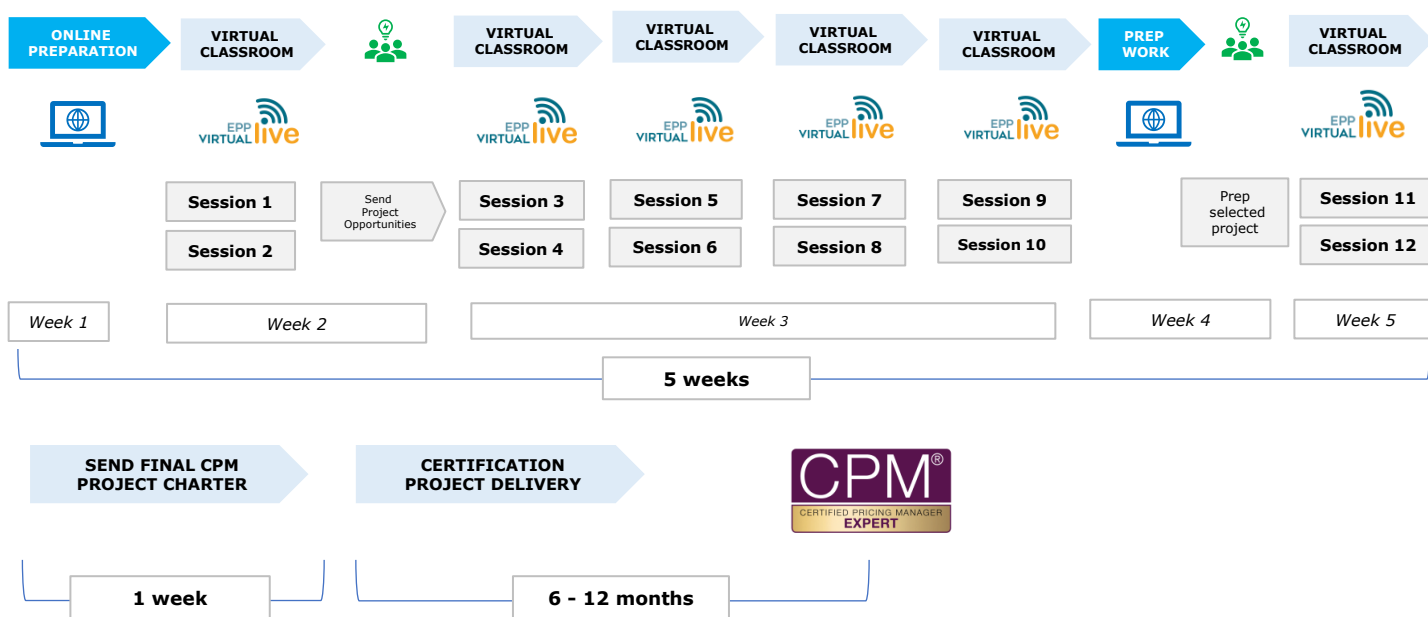 ONLINE
PREPARATION
VIRTUAL
CLASSROOM
VIRTUAL
CLASSROOM
VIRTUAL
CLASSROOM
VIRTUAL
CLASSROOM
VIRTUAL
CLASSROOM
PREP
WORK
VIRTUAL
CLASSROOM
EPP
VIRTUAL live
EPP
VIRTUAL live
EPP
VIRTUAL live
EPP
VIRTUAL live
EPP
VIRTUAL live
EPP
VIRTUAL live
Session 1
Session 2
Send
Project
Opportunities
Session 3
Session 4
Session 5
Session 6
Session 7
Session 8
Session 9
Session 10
Prep
selected
project
Session 11
Session 12
Week 1
Week 2
Week 3
Week 4
Week 5
5 weeks
SEND FINAL CPM
PROJECT CHARTER
CERTIFICATION
PROJECT DELIVERY
CPM®
CERTIFIED PRICING MANAGER
EXPERT
1 week
6 - 12 months